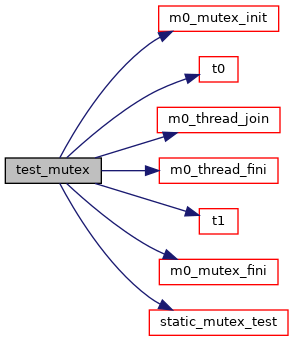 m0_mutex_init
t0
m0_thread_join
test_mutex
m0_thread_fini
t1
m0_mutex_fini
static_mutex_test